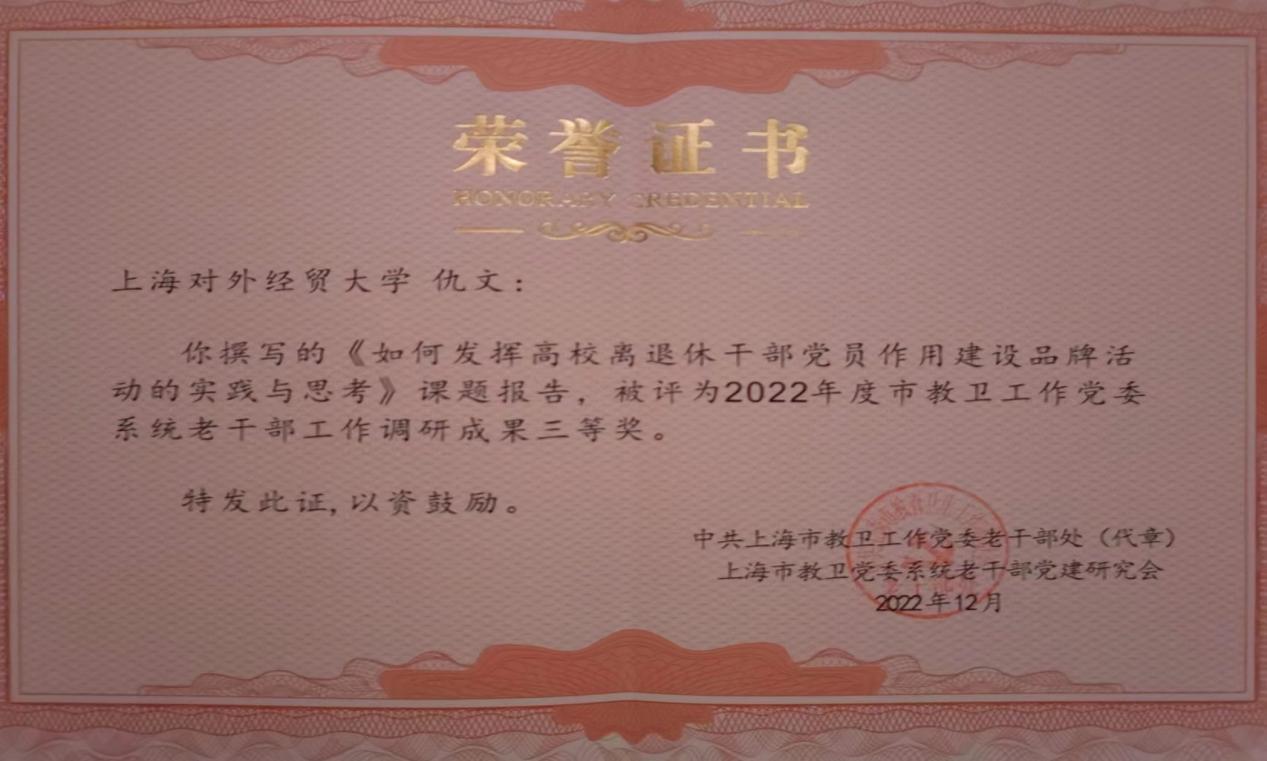 荣誉证书
HONORARY CREDENTIAL
上海对外经贸大学 仇文：
你撰写的《如何发挥高校离退休干部党员作用建设品牌活
动的实践与思考》课题报告，被评为2022年度市教卫工作党委
系统老干部工作调研成果三等奖。
特发此证,以资鼓励。
中共上海市教卫工作党委老干部处（代章）
上海市教卫党委系统老干部党建研究会
2022年12月